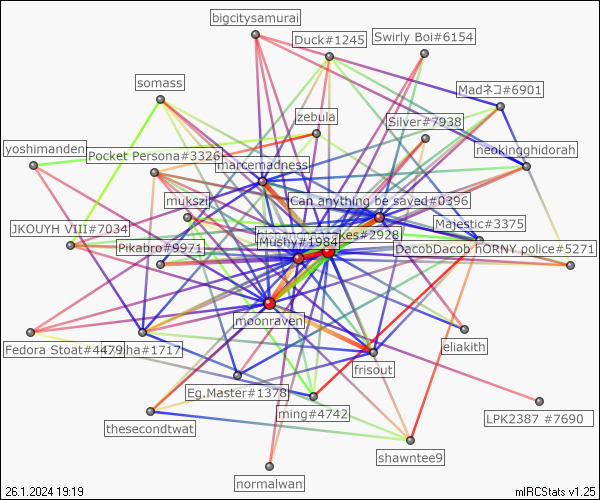 bigcitysamurai
Duck#1245
Swirly Boi#6154
somass
Madネコ#6901
zebula
Silver#7938
yoshimanden
Pocket Persona#3326
neokingghidorah
marcemadness
mukszi
Can anything be saved#0396
JKOUYH VIII#7034
Majestic#3375
kes#2928
Pikabro#9971
Mushy#1984
DacobDacob
hORNY police#5271
moonraven
Fedora Stoat#4479
ha#1717
eliakith
frisout
Eg.Master#1378
ming#4742
LPK2387 #7690
thesecondtwat
shawntee9
normalwan
26.1.2024 19:19
mIRCStats v1.25